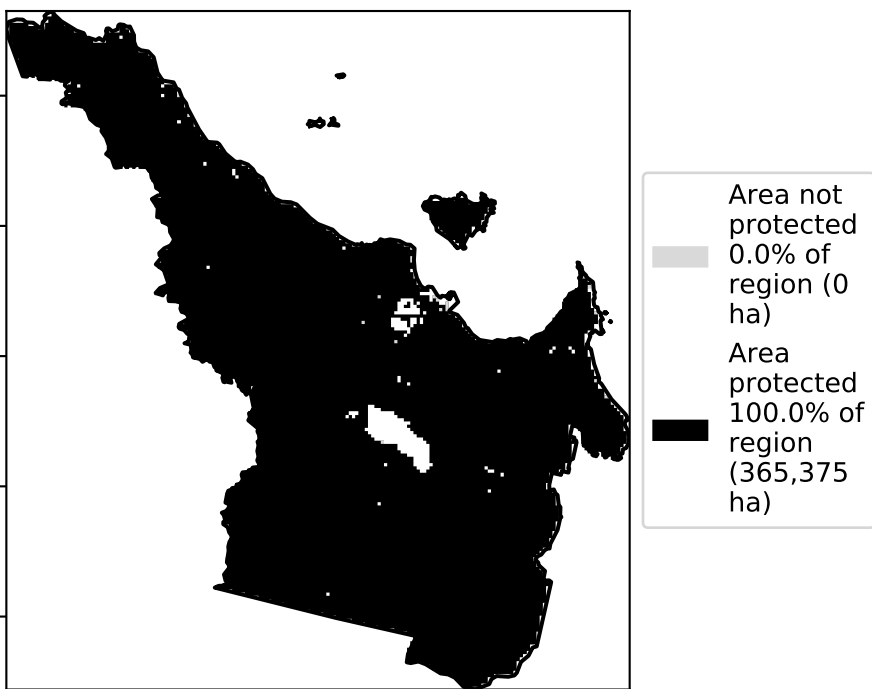 Area not
protected
0.0% of
region (0
ha)
Area
protected
100.0% of
region
(365,375
ha)